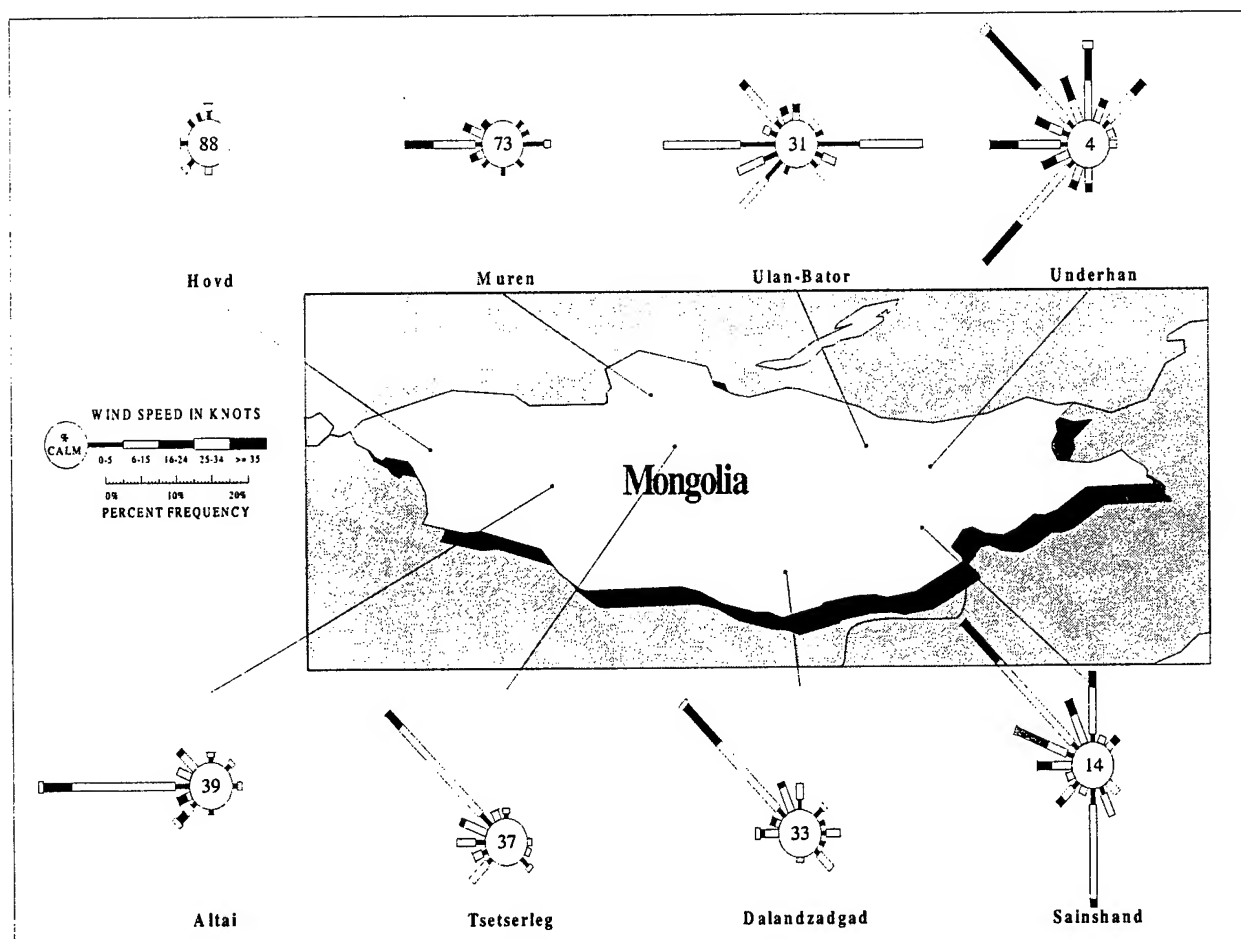 88
73
31
4
Hovd
Muren
Ulan-Bator
Underhan
WIND SPEED IN KNOTS
% CALM
0-5 6-15 16-24 25-34 >= 35
0% 10% 20%
PERCENT FREQUENCY
Mongolia
39
37
33
14
Altai
Tsetserleg
Dalandzadgad
Sainshand